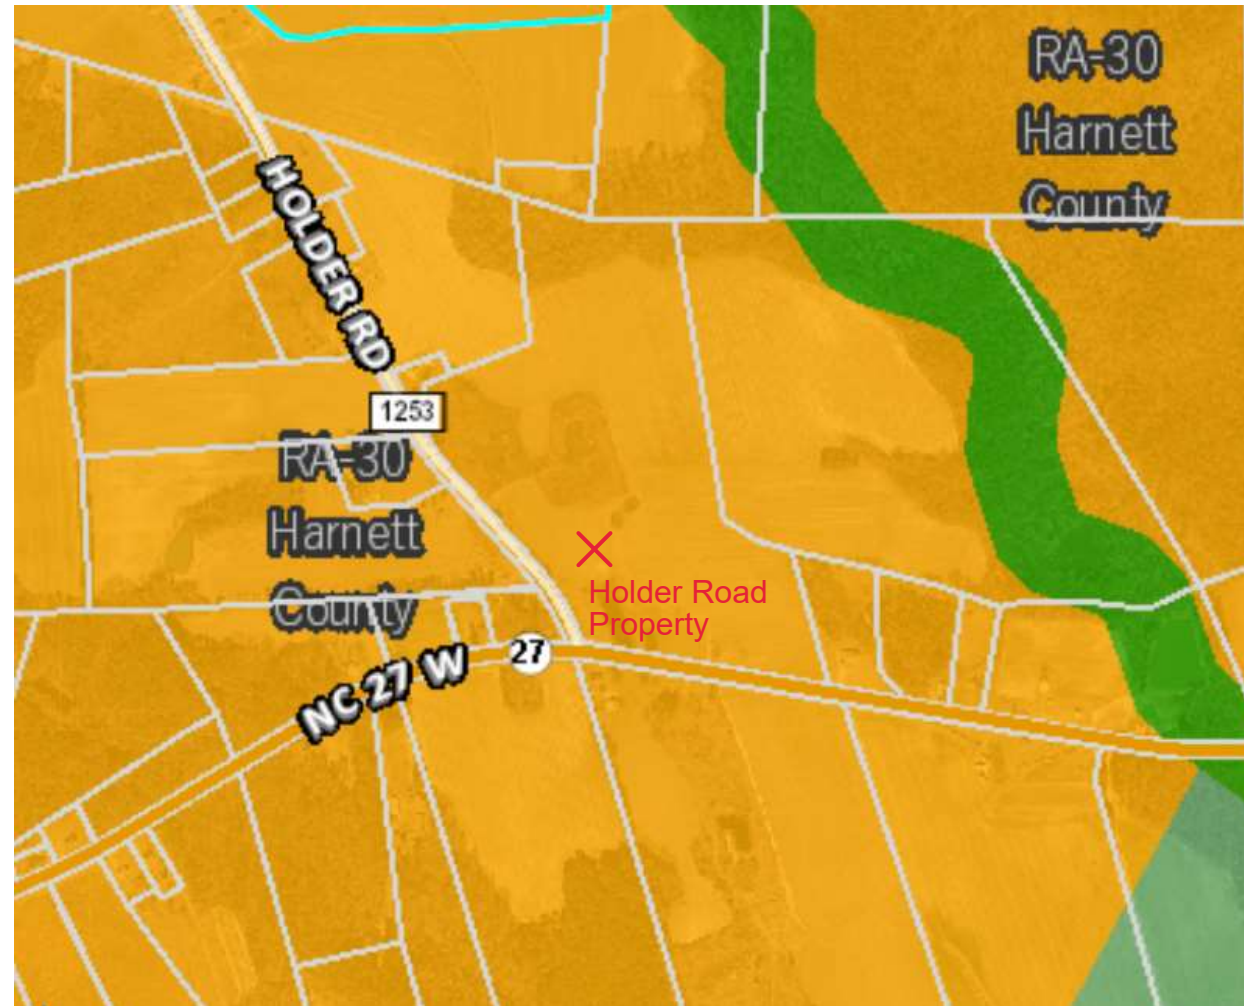 RA-30
Harnett
County
HOLDER RD
1253
RA-30
Harnett
County
Holder Road
Property
27
NC 27 W